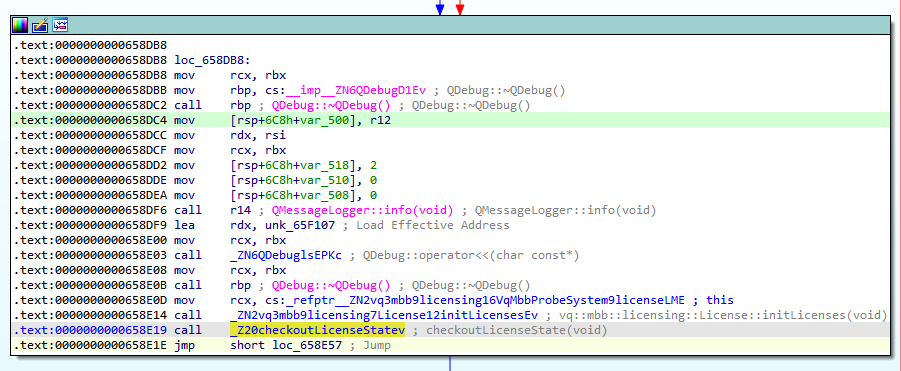 .text:0000000000658DB8
.text:0000000000658DB8 loc_658DB8:
.text:0000000000658DB8 mov rcx, rbx
.text:0000000000658DBB mov rbp, cs:__imp__ZN6QDebugD1Ev ; QDebug::~QDebug()
.text:0000000000658DC2 call rbp ; QDebug::~QDebug() ; QDebug::~QDebug()
.text:0000000000658DC4 mov [rsp+6C8h+var_500], r12
.text:0000000000658DCC mov rdx, rsi
.text:0000000000658DCF mov rcx, rbx
.text:0000000000658DD2 mov [rsp+6C8h+var_518], 2
.text:0000000000658DDE mov [rsp+6C8h+var_510], 0
.text:0000000000658DEA mov [rsp+6C8h+var_508], 0
.text:0000000000658DF6 call r14 ; QMessageLogger::info(void) ; QMessageLogger::info(void)
.text:0000000000658DF9 lea rdx, unk_65F107 ; Load Effective Address
.text:0000000000658E00 mov rcx, rbx
.text:0000000000658E03 call _ZN6QDebuglsEPKc ; QDebug::operator<<(char const*)
.text:0000000000658E08 mov rcx, rbx
.text:0000000000658E0B call rbp ; QDebug::~QDebug() ; QDebug::~QDebug()
.text:0000000000658E0D mov rcx, cs:_refptr__ZN2vq3mbb9licensing16VqMbbProbeSystem9licenseLME ; this
.text:0000000000658E14 call _ZN2vq3mbb9licensing7License12initLicensesEv ; vq::mbb::licensing::License::initLicenses(void)
.text:0000000000658E19 call _Z20checkoutLicenseStatev ; checkoutLicenseState(void)
.text:0000000000658E1E jmp short loc_658E57 ; Jump